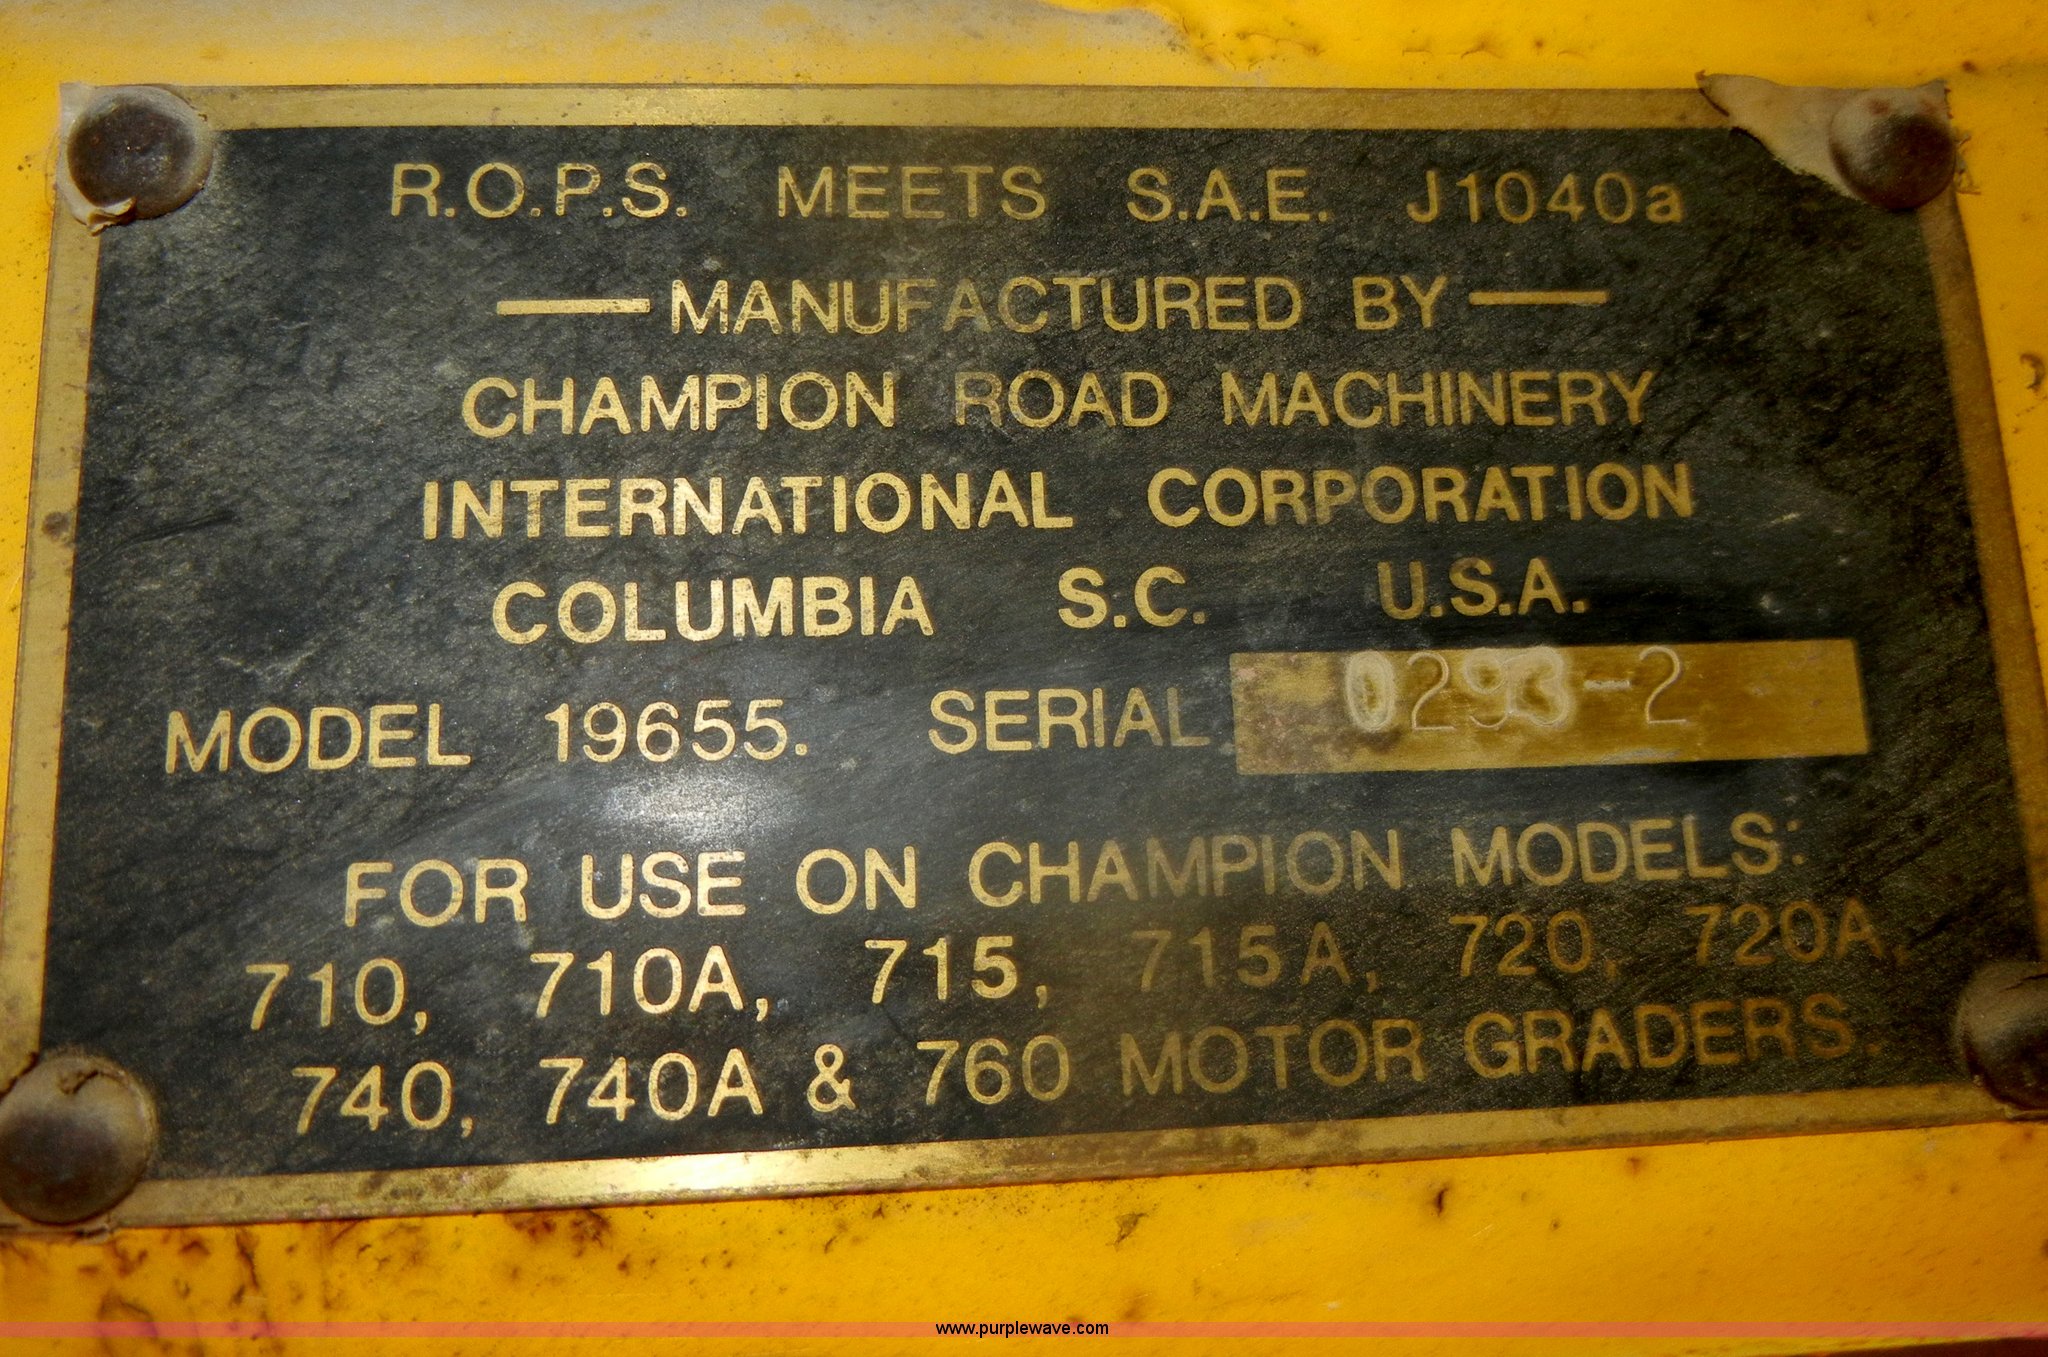 R.O.P.S. MEETS S.A.E. J1040a
— MANUFACTURED BY —
CHAMPION ROAD MACHINERY
INTERNATIONAL CORPORATION
COLUMBIA S.C. U.S.A.
MODEL 19655. SERIAL 0293-2
FOR USE ON CHAMPION MODELS:
710, 710A, 715, 715A, 720, 720A,
740, 740A & 760 MOTOR GRADERS.
www.purplewave.com